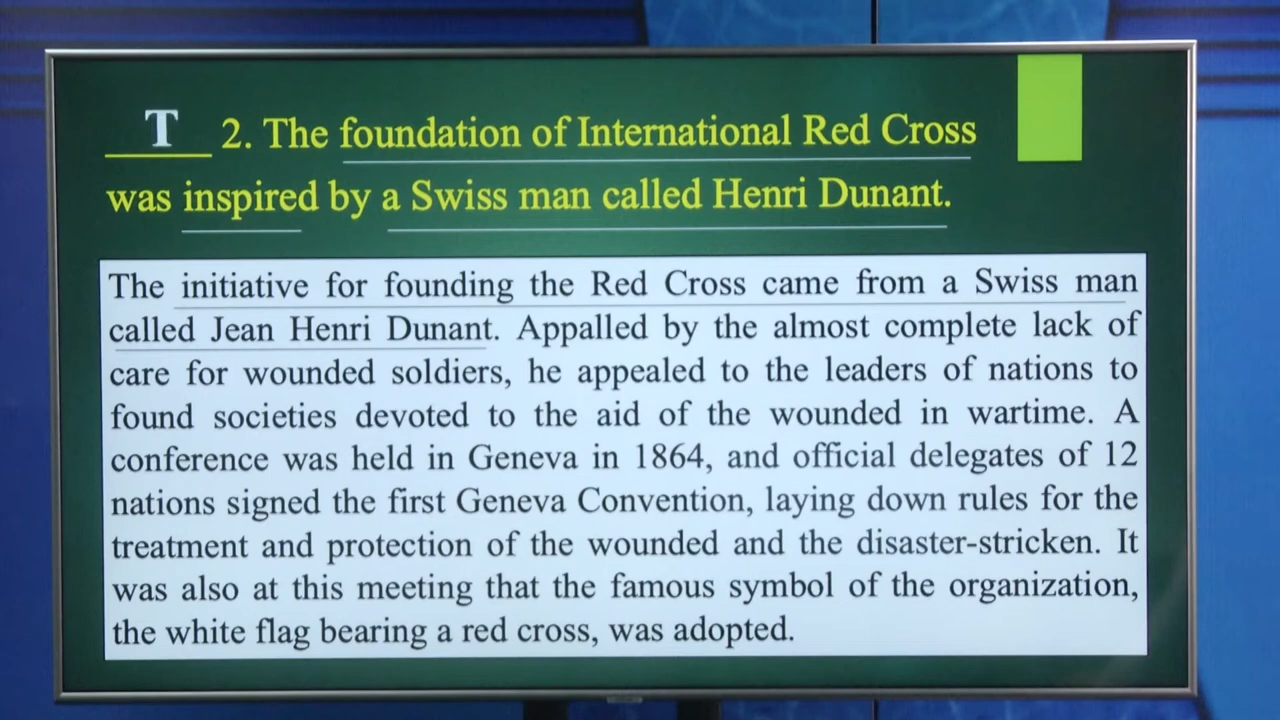 T 2. The foundation of International Red Cross
was inspired by a Swiss man called Henri Dunant.
The initiative for founding the Red Cross came from a Swiss man
called Jean Henri Dunant. Appalled by the almost complete lack of
care for wounded soldiers, he appealed to the leaders of nations to
found societies devoted to the aid of the wounded in wartime. A
conference was held in Geneva in 1864, and official delegates of 12
nations signed the first Geneva Convention, laying down rules for the
treatment and protection of the wounded and the disaster-stricken. It
was also at this meeting that the famous symbol of the organization,
the white flag bearing a red cross, was adopted.